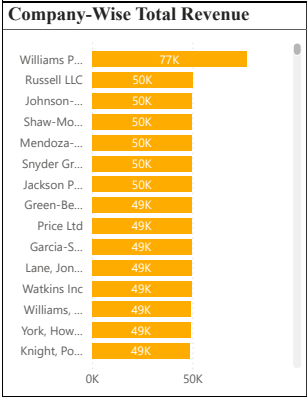 Company-Wise Total Revenue
Williams P... 77K
Russell LLC 50K
Johnson-... 50K
Shaw-Mo... 50K
Mendoza-... 50K
Snyder Gr... 50K
Jackson P... 50K
Green-Be... 49K
Price Ltd 49K
Garcia-S... 49K
Lane, Jon... 49K
Watkins Inc 49K
Williams, ... 49K
York, How... 49K
Knight, Po... 49K
0K 50K